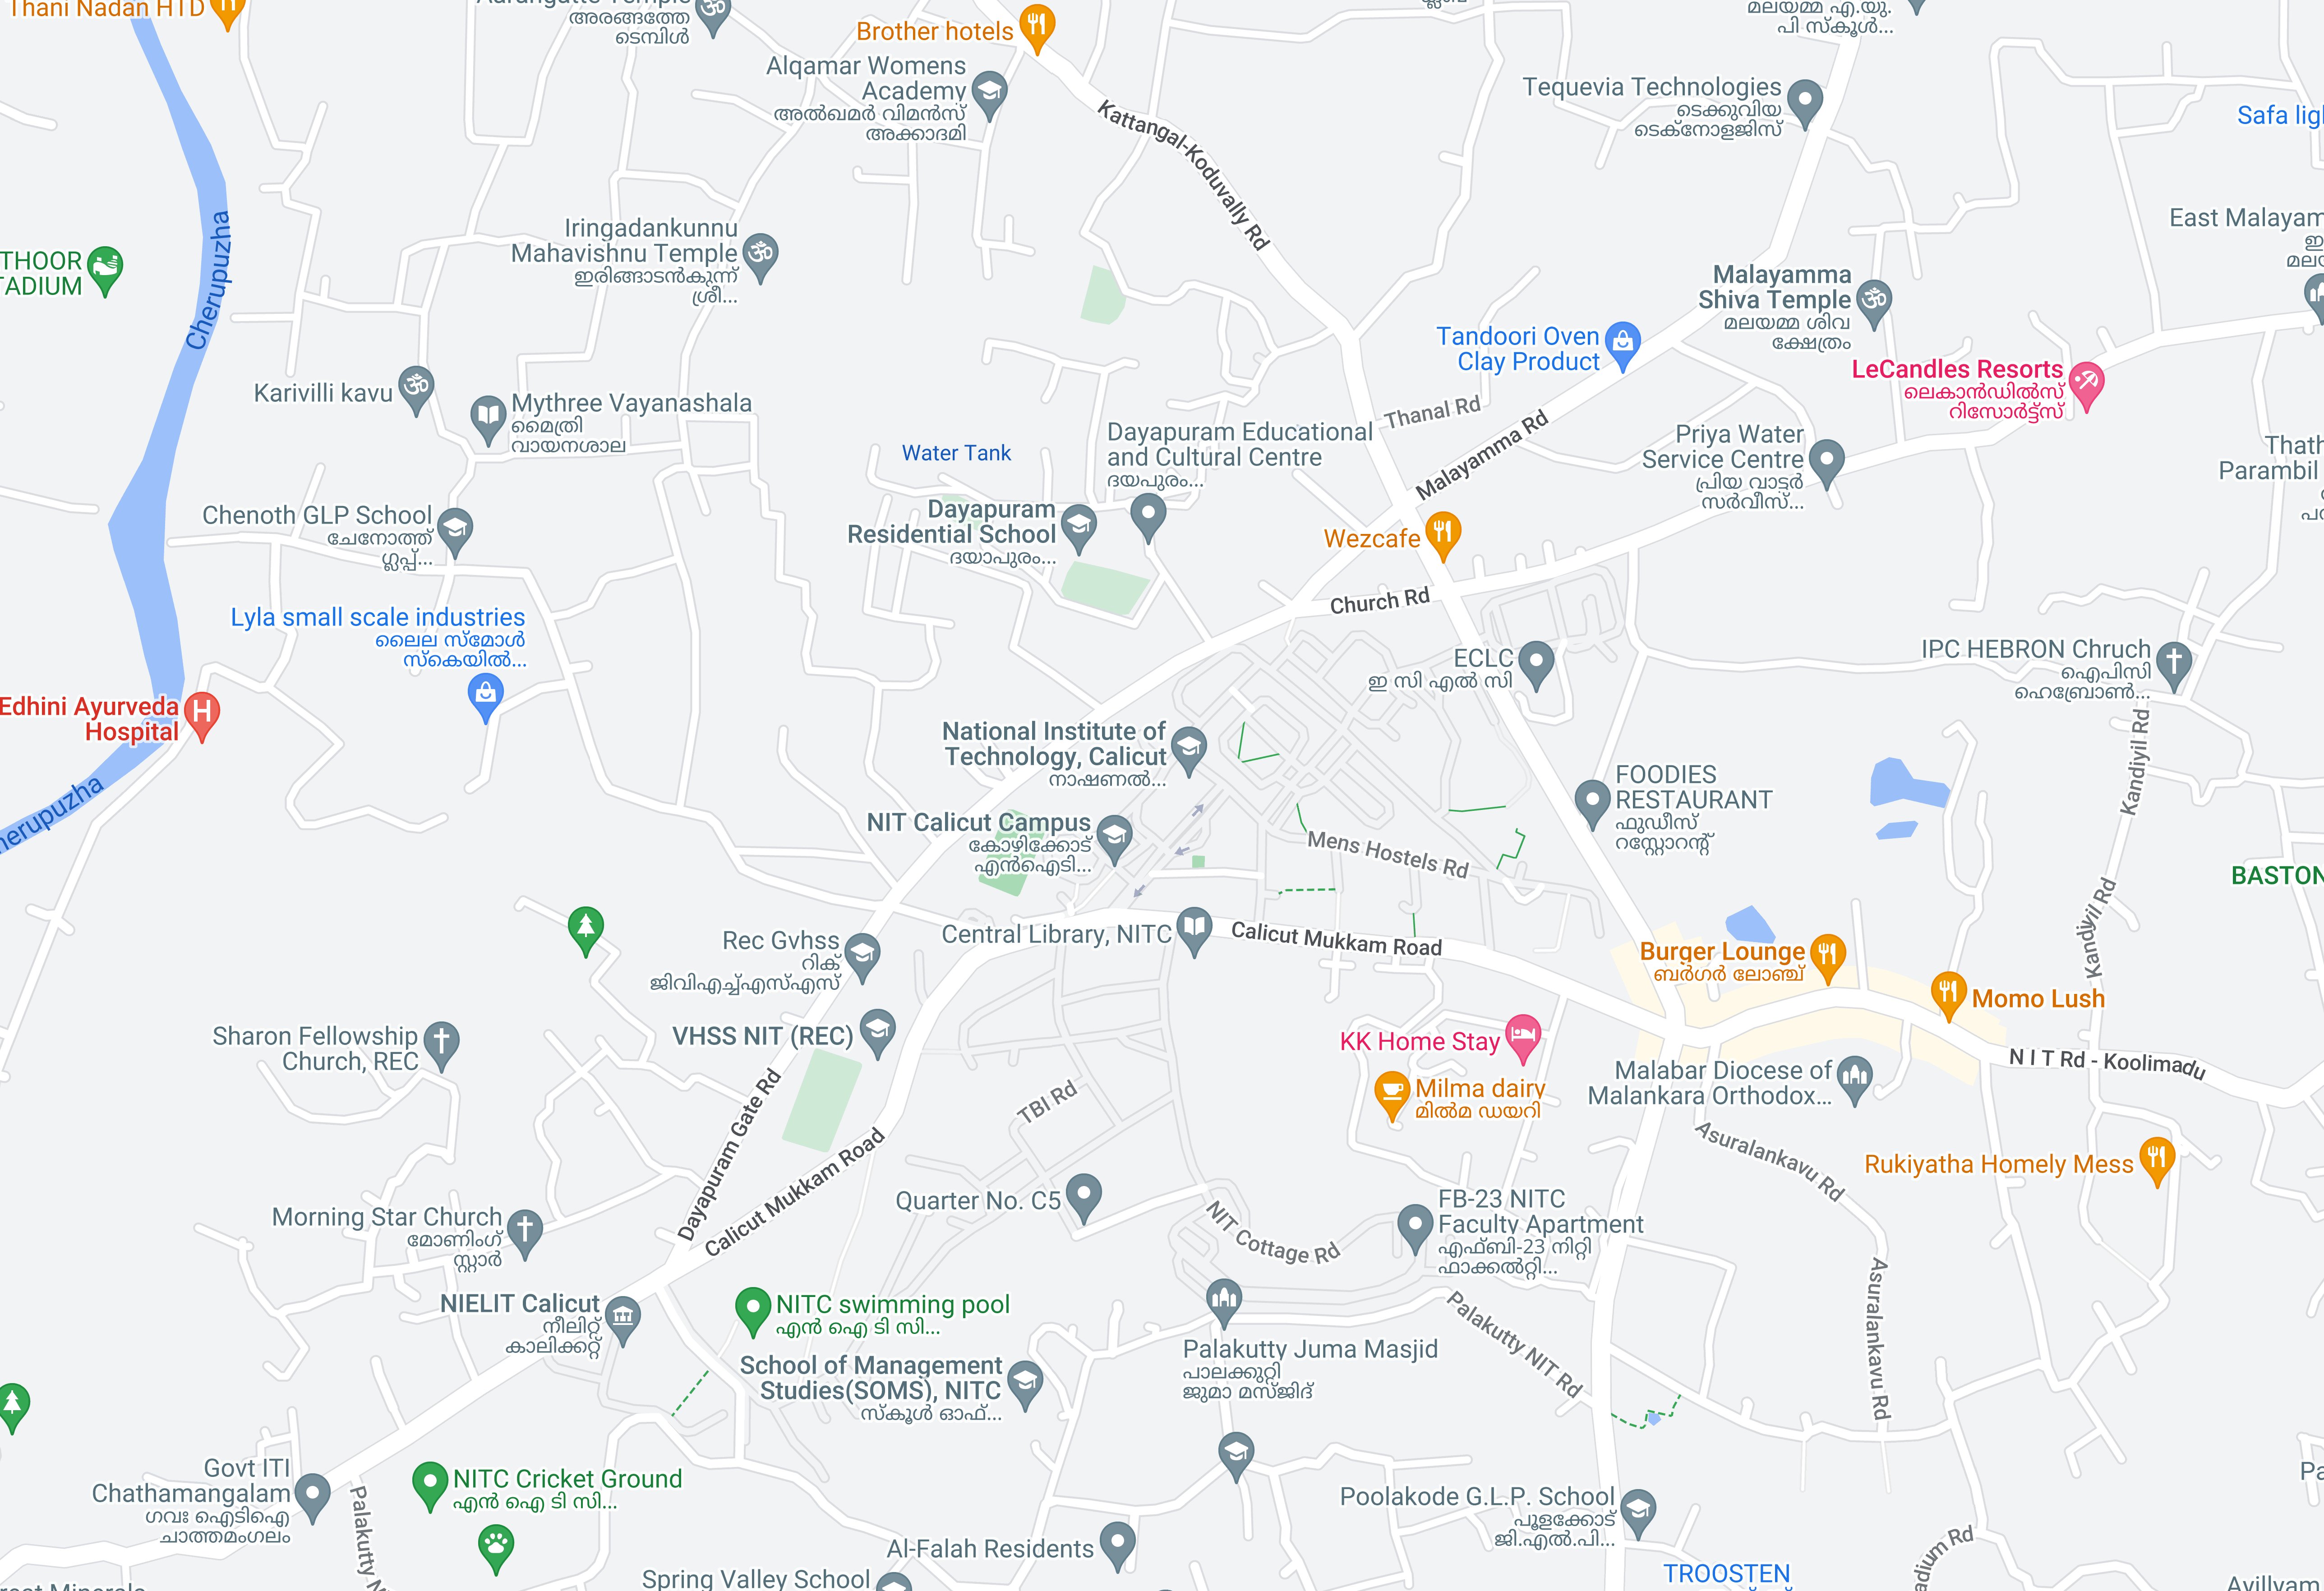 Thani Nadan HTD
അരങ്ങത്തേ
ടെമ്പിൾ
Brother hotels
Alqamar Womens
Academy
അൽഖമർ വിമൻസ്
അക്കാദമി
Kattangal-Koduvally Rd
മലയമ്മ എ.യു.
പി സ്കൂൾ...
Tequevia Technologies
ടെക്കുവിയ
ടെക്നോളജിസ്
Safa
Cherupuzha
THOOR
TADIUM
Iringadankunnu
Mahavishnu Temple
ഇരിങ്ങാടൻകുന്ന്
ശ്രീ...
East Malayam
Malayamma
Shiva Temple
മലയമ്മ ശിവ
ക്ഷേത്രം
Tandoori Oven
Clay Product
LeCandles Resorts
ലെകാൻഡിൽസ്
റിസോർട്ട്സ്
Karivilli kavu
Mythree Vayanashala
മൈത്രി
വായനശാല
Thanal Rd
Malayamma Rd
Water Tank
Dayapuram Educational
and Cultural Centre
ദയപുരം...
Priya Water
Service Centre
പ്രിയ വാട്ടർ
സർവീസ്...
Parambil
Chenoth GLP School
ചേനോത്ത്
ഗ്ലപ്പ്...
Dayapuram
Residential School
ദയാപുരം...
Wezcafe
Church Rd
Lyla small scale industries
ലൈല സ്മോൾ
സ്കെയിൽ...
ECLC
ഇ സി എൽ സി
IPC HEBRON Chruch
ഐപിസി
ഹെബ്രോൺ...
Edhini Ayurveda
Hospital
National Institute of
Technology, Calicut
നാഷണൽ...
Kandiyil Rd
FOODIES
RESTAURANT
ഫുഡീസ്
റസ്റ്റോറന്റ്
NIT Calicut Campus
കോഴിക്കോട്
എൻഐടി...
Mens Hostels Rd
BASTON
Rec Gvhss
റിക്
ജിവിഎച്ച്എസ്എസ്
Central Library, NITC
Calicut Mukkam Road
Burger Lounge
ബർഗർ ലോഞ്ച്
Kandiyil Rd
Momo Lush
VHSS NIT (REC)
Sharon Fellowship
Church, REC
KK Home Stay
N I T Rd - Koolimadu
Milma dairy
മിൽമ ഡയറി
Malabar Diocese of
Malankara Orthodox...
TBI Rd
Dayapuram Gate Rd
Calicut Mukkam Road
Asuralankavu Rd
Rukiyatha Homely Mess
Quarter No. C5
NIT Cottage Rd
FB-23 NITC
Faculty Apartment
എഫ്ബി-23 നിറ്റി
ഫാക്കൽറ്റി...
Morning Star Church
മോണിംഗ്
സ്റ്റാർ
Asuralankavu Rd
NIELIT Calicut
നീലിറ്റ്
കാലിക്കറ്റ്
NITC swimming pool
എൻ ഐ ടി സി...
Palakutty NIT Rd
Palakutty Juma Masjid
പാലക്കുറ്റി
ജുമാ മസ്ജിദ്
School of Management
Studies(SOMS), NITC
സ്കൂൾ ഓഫ്...
Govt ITI
Chathamangalam
ഗവഃ ഐടിഐ
ചാത്തമംഗലം
NITC Cricket Ground
എൻ ഐ ടി സി...
Palakutty
Poolakode G.L.P. School
പൂളക്കോട്
ജി.എൽ.പി...
Al-Falah Residents
Spring Valley School
TROOSTEN